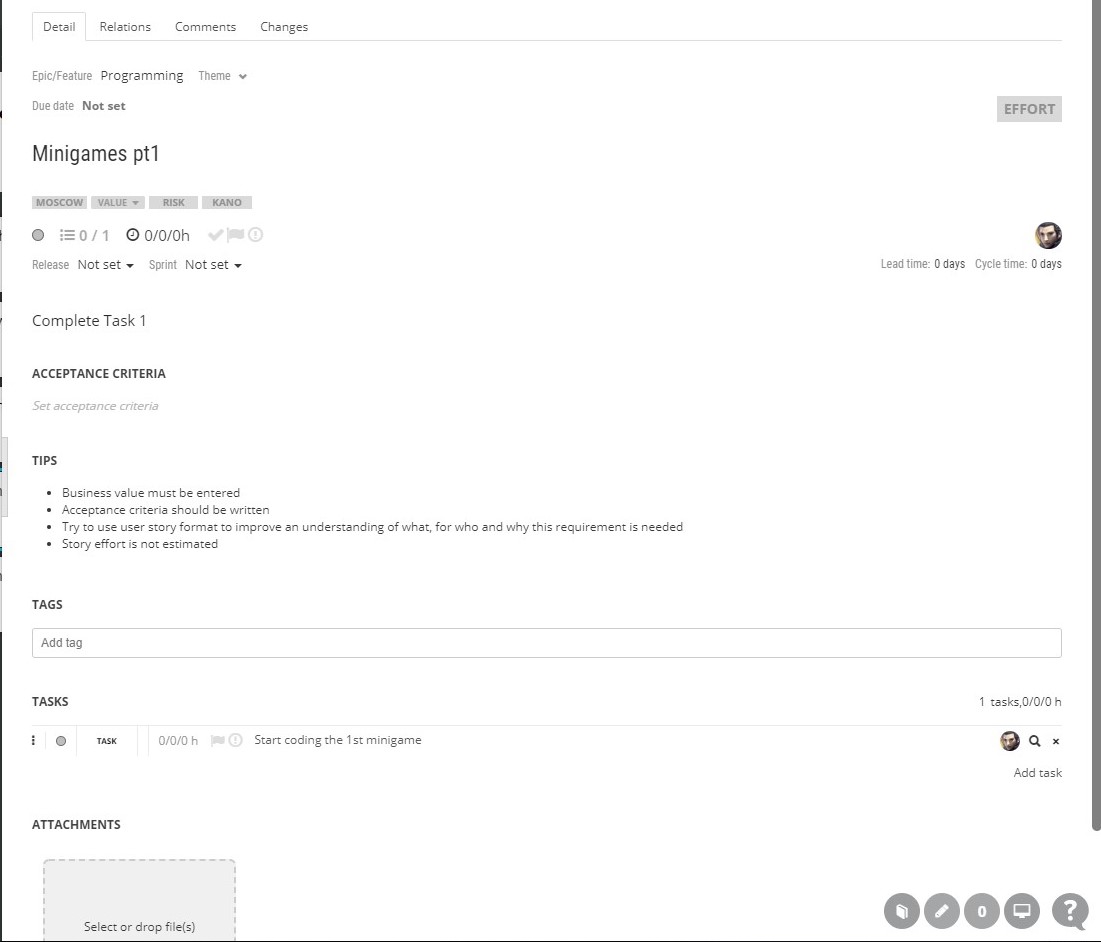 Detail Relations Comments Changes
Epic/Feature Programming Theme
Due date Not set
EFFORT
Minigames pt1
MOSCOW VALUE RISK KANO
0 / 1 0/0/0h
Release Not set Sprint Not set Lead time: 0 days Cycle time: 0 days
Complete Task 1
ACCEPTANCE CRITERIA
Set acceptance criteria
TIPS
Business value must be entered
Acceptance criteria should be written
Try to use user story format to improve an understanding of what, for who and why this requirement is needed
Story effort is not estimated
TAGS
Add tag
TASKS 1 tasks,0/0/0 h
TASK 0/0/0 h Start coding the 1st minigame
Add task
ATTACHMENTS
Select or drop file(s)
0 ?